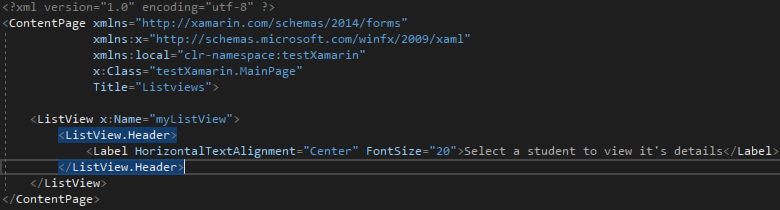 <?xml version="1.0" encoding="utf-8" ?>
<ContentPage xmlns="http://xamarin.com/schemas/2014/forms"
             xmlns:x="http://schemas.microsoft.com/winfx/2009/xaml"
             xmlns:local="clr-namespace:testXamarin"
             x:Class="testXamarin.MainPage"
             Title="Listviews">

    <ListView x:Name="myListView">
        <ListView.Header>
            <Label HorizontalTextAlignment="Center" FontSize="20">Select a student to view it's details</Label>
        </ListView.Header>
    </ListView>
</ContentPage>